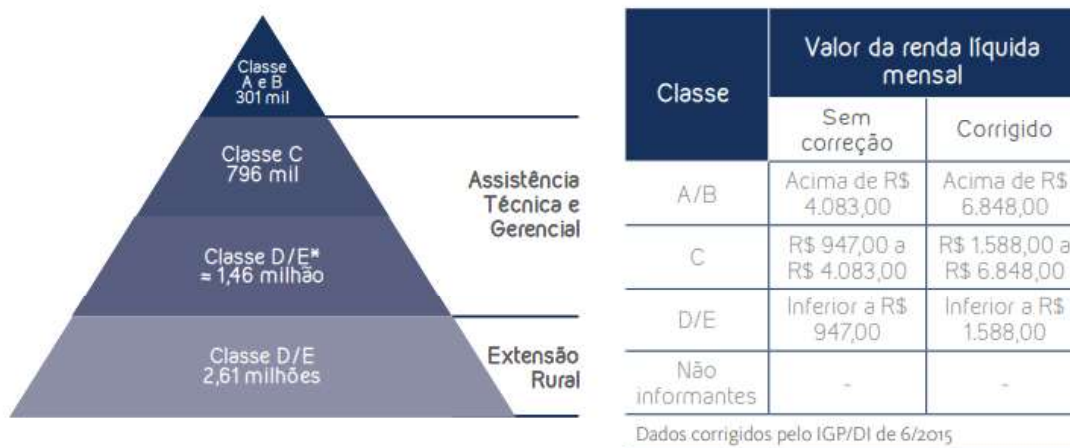 Classe
A e B
301 mil
Classe C
796 mil
Classe D/E*
≈ 1,46 milhão
Classe D/E
2,61 milhões
Assistência
Técnica e
Gerencial
Extensão
Rural
Classe
Valor da renda líquida
mensal
Sem
correção
Corrigido
A/B
Acima de R$
4.083,00
Acima de R$
6.848,00
C
R$ 947,00 a
R$ 4.083,00
R$ 1.588,00 a
R$ 6.848,00
D/E
Inferior a R$
947,00
Inferior a R$
1.588,00
Não
informantes
-
-
Dados corrigidos pelo IGP/DI de 6/2015